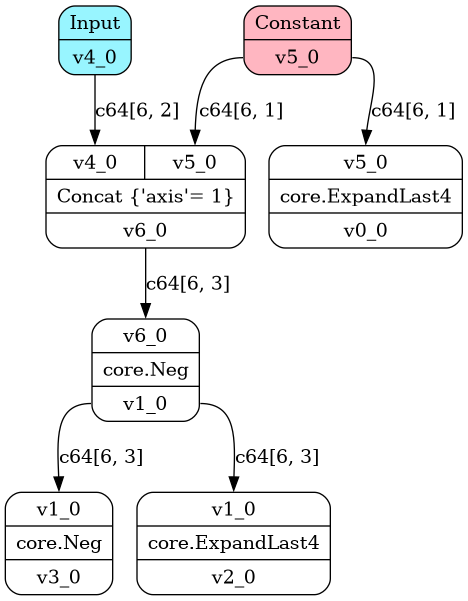 Input
v4_0
Constant
v5_0
c64[6, 2]
c64[6, 1]
c64[6, 1]
v4_0
v5_0
Concat {'axis'= 1}
v6_0
v5_0
core.ExpandLast4
v0_0
c64[6, 3]
v6_0
core.Neg
v1_0
c64[6, 3]
c64[6, 3]
v1_0
core.Neg
v3_0
v1_0
core.ExpandLast4
v2_0